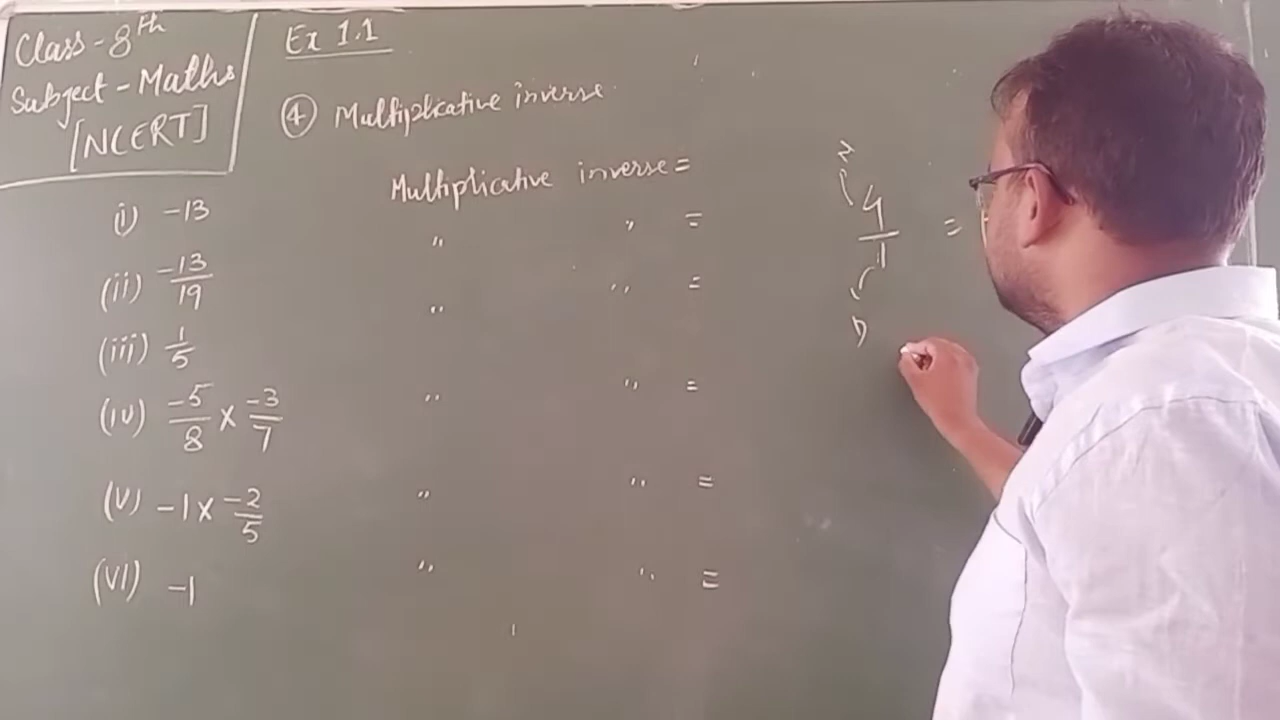 Class - 8th
Subject - Maths
[NCERT]
Ex 1.1
④ Multiplicative inverse
Multiplicative inverse =
(i) -13 " " =
(ii) -13/19 " " =
(iii) 1/5
(iv) -5/8 × -3/7 " " =
(v) -1 × -2/5 " " =
(vi) -1 " " =
N
4/1 =
D